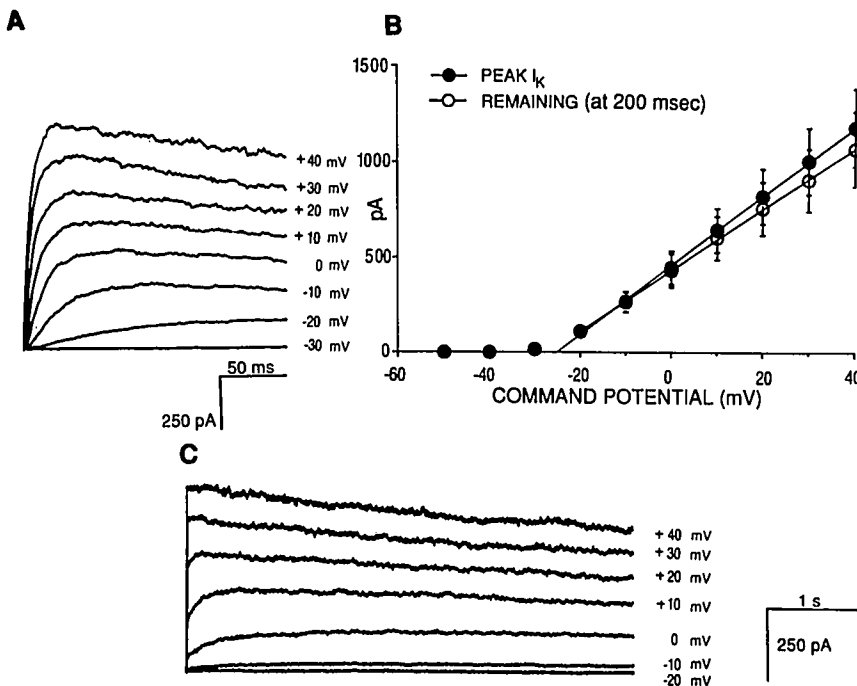 A
+40 mV
+30 mV
+20 mV
+10 mV
0 mV
-10 mV
-20 mV
-30 mV
50 ms
250 pA
B
PEAK IK
REMAINING (at 200 msec)
1500
1000
500
0
pA
-60 -40 -20 0 20 40
COMMAND POTENTIAL (mV)
C
+40 mV
+30 mV
+20 mV
+10 mV
0 mV
-10 mV
-20 mV
1 s
250 pA